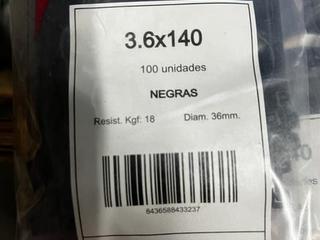 3.6x140
100 unidades
NEGRAS
Resist. Kgf: 18 Diam. 36mm.
8436588433237